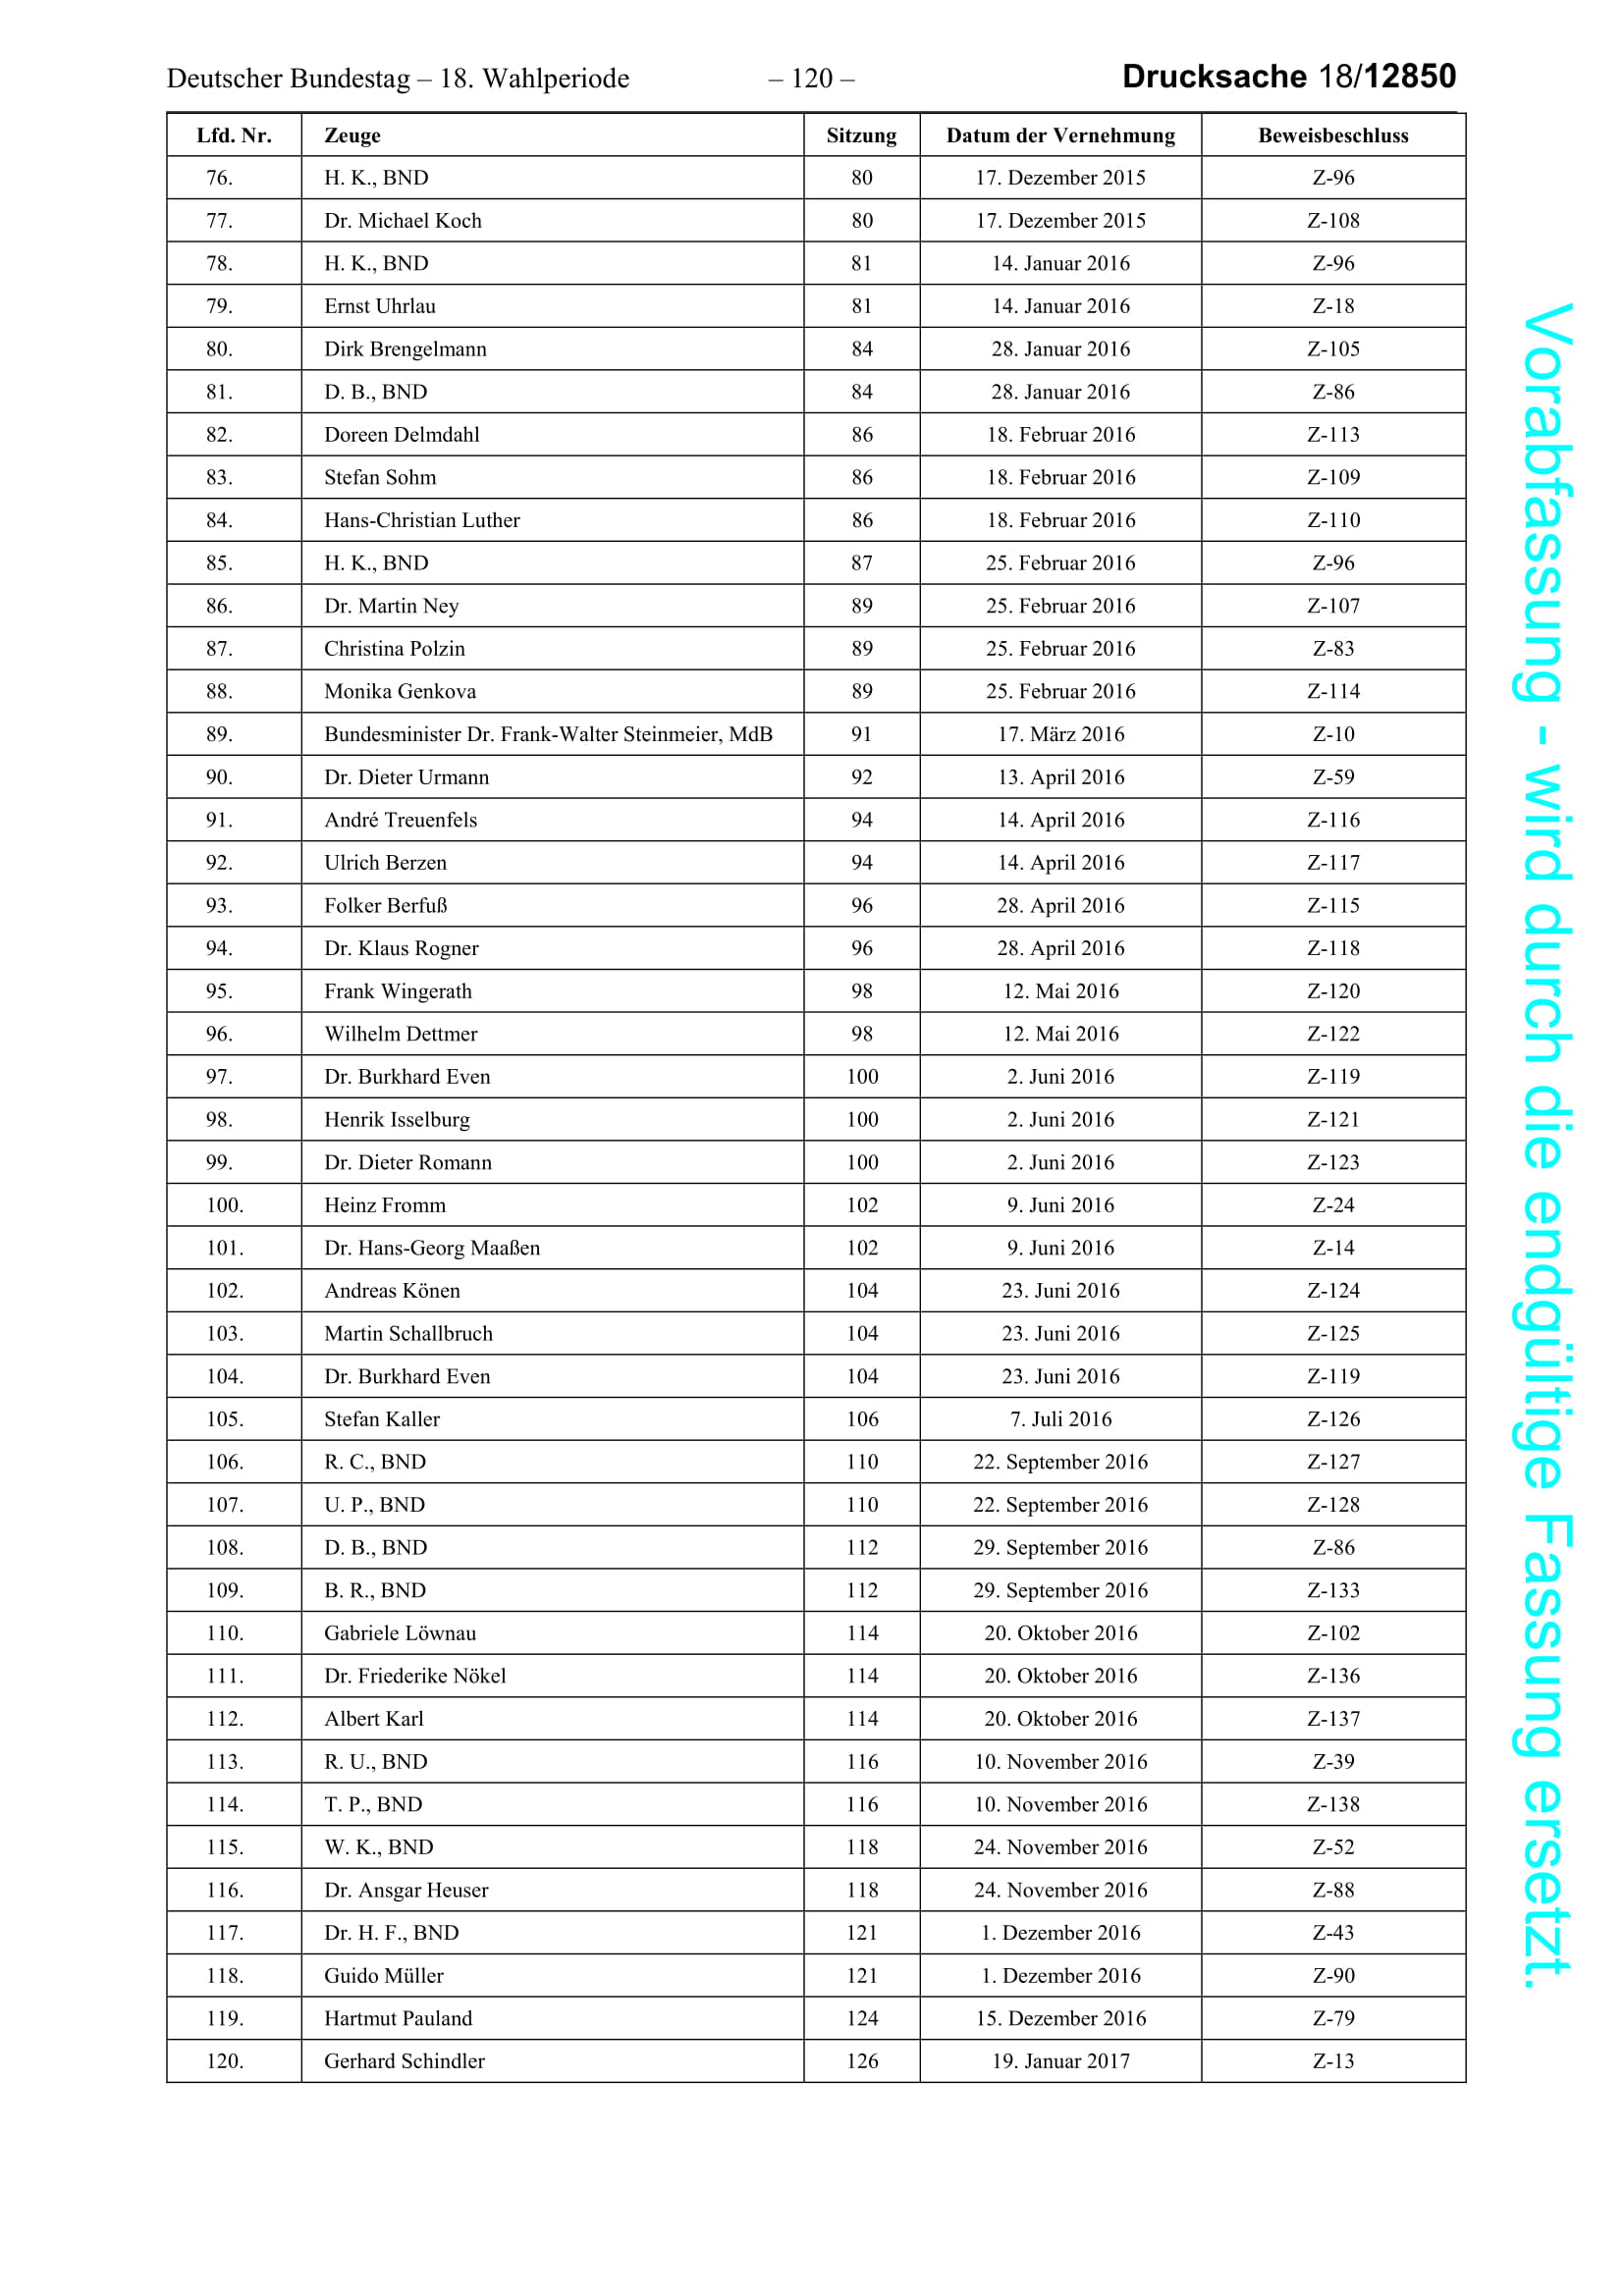 Deutscher Bundestag – 18. Wahlperiode – 120 – Drucksache 18/12850
Lfd. Nr. Zeuge Sitzung Datum der Vernehmung Beweisbeschluss
76. H. K., BND 80 17. Dezember 2015 Z-96
77. Dr. Michael Koch 80 17. Dezember 2015 Z-108
78. H. K., BND 81 14. Januar 2016 Z-96
79. Ernst Uhrlau 81 14. Januar 2016 Z-18
80. Dirk Brengelmann 84 28. Januar 2016 Z-105
81. D. B., BND 84 28. Januar 2016 Z-86
82. Doreen Delmdahl 86 18. Februar 2016 Z-113
83. Stefan Sohm 86 18. Februar 2016 Z-109
84. Hans-Christian Luther 86 18. Februar 2016 Z-110
85. H. K., BND 87 25. Februar 2016 Z-96
86. Dr. Martin Ney 89 25. Februar 2016 Z-107
87. Christina Polzin 89 25. Februar 2016 Z-83
88. Monika Genkova 89 25. Februar 2016 Z-114
89. Bundesminister Dr. Frank-Walter Steinmeier, MdB 91 17. März 2016 Z-10
90. Dr. Dieter Urmann 92 13. April 2016 Z-59
91. André Treuenfels 94 14. April 2016 Z-116
92. Ulrich Berzen 94 14. April 2016 Z-117
93. Folker Berfuß 96 28. April 2016 Z-115
94. Dr. Klaus Rogner 96 28. April 2016 Z-118
95. Frank Wingerath 98 12. Mai 2016 Z-120
96. Wilhelm Dettmer 98 12. Mai 2016 Z-122
97. Dr. Burkhard Even 100 2. Juni 2016 Z-119
98. Henrik Isselburg 100 2. Juni 2016 Z-121
99. Dr. Dieter Romann 100 2. Juni 2016 Z-123
100. Heinz Fromm 102 9. Juni 2016 Z-24
101. Dr. Hans-Georg Maaßen 102 9. Juni 2016 Z-14
102. Andreas Könen 104 23. Juni 2016 Z-124
103. Martin Schallbruch 104 23. Juni 2016 Z-125
104. Dr. Burkhard Even 104 23. Juni 2016 Z-119
105. Stefan Kaller 106 7. Juli 2016 Z-126
106. R. C., BND 110 22. September 2016 Z-127
107. U. P., BND 110 22. September 2016 Z-128
108. D. B., BND 112 29. September 2016 Z-86
109. B. R., BND 112 29. September 2016 Z-133
110. Gabriele Löwnau 114 20. Oktober 2016 Z-102
111. Dr. Friederike Nökel 114 20. Oktober 2016 Z-136
112. Albert Karl 114 20. Oktober 2016 Z-137
113. R. U., BND 116 10. November 2016 Z-39
114. T. P., BND 116 10. November 2016 Z-138
115. W. K., BND 118 24. November 2016 Z-52
116. Dr. Ansgar Heuser 118 24. November 2016 Z-88
117. Dr. H. F., BND 121 1. Dezember 2016 Z-43
118. Guido Müller 121 1. Dezember 2016 Z-90
119. Hartmut Pauland 124 15. Dezember 2016 Z-79
120. Gerhard Schindler 126 19. Januar 2017 Z-13
Vorabfassung - wird durch die endgültige Fassung ersetzt.